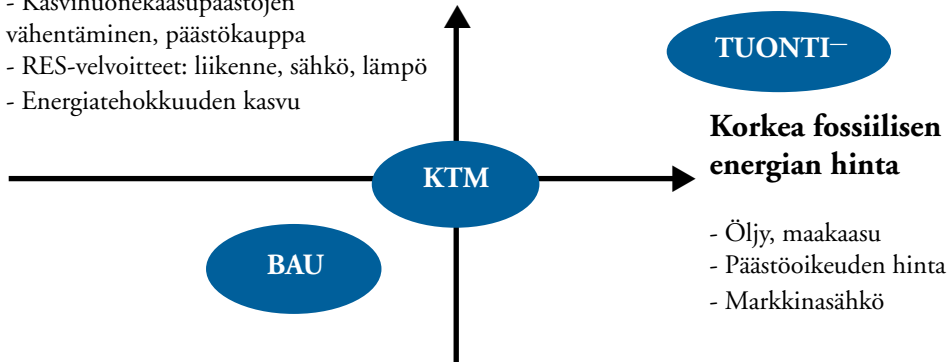 - Kasvihuonekaasupäästöjen
vähentäminen, päästökauppa
- RES-velvoitteet: liikenne, sähkö, lämpö
- Energiatehokkuuden kasvu
TUONTI—
Korkea fossiilisen
energian hinta
KTM
- Öljy, maakaasu
- Päästöoikeuden hinta
- Markkinasähkö
BAU